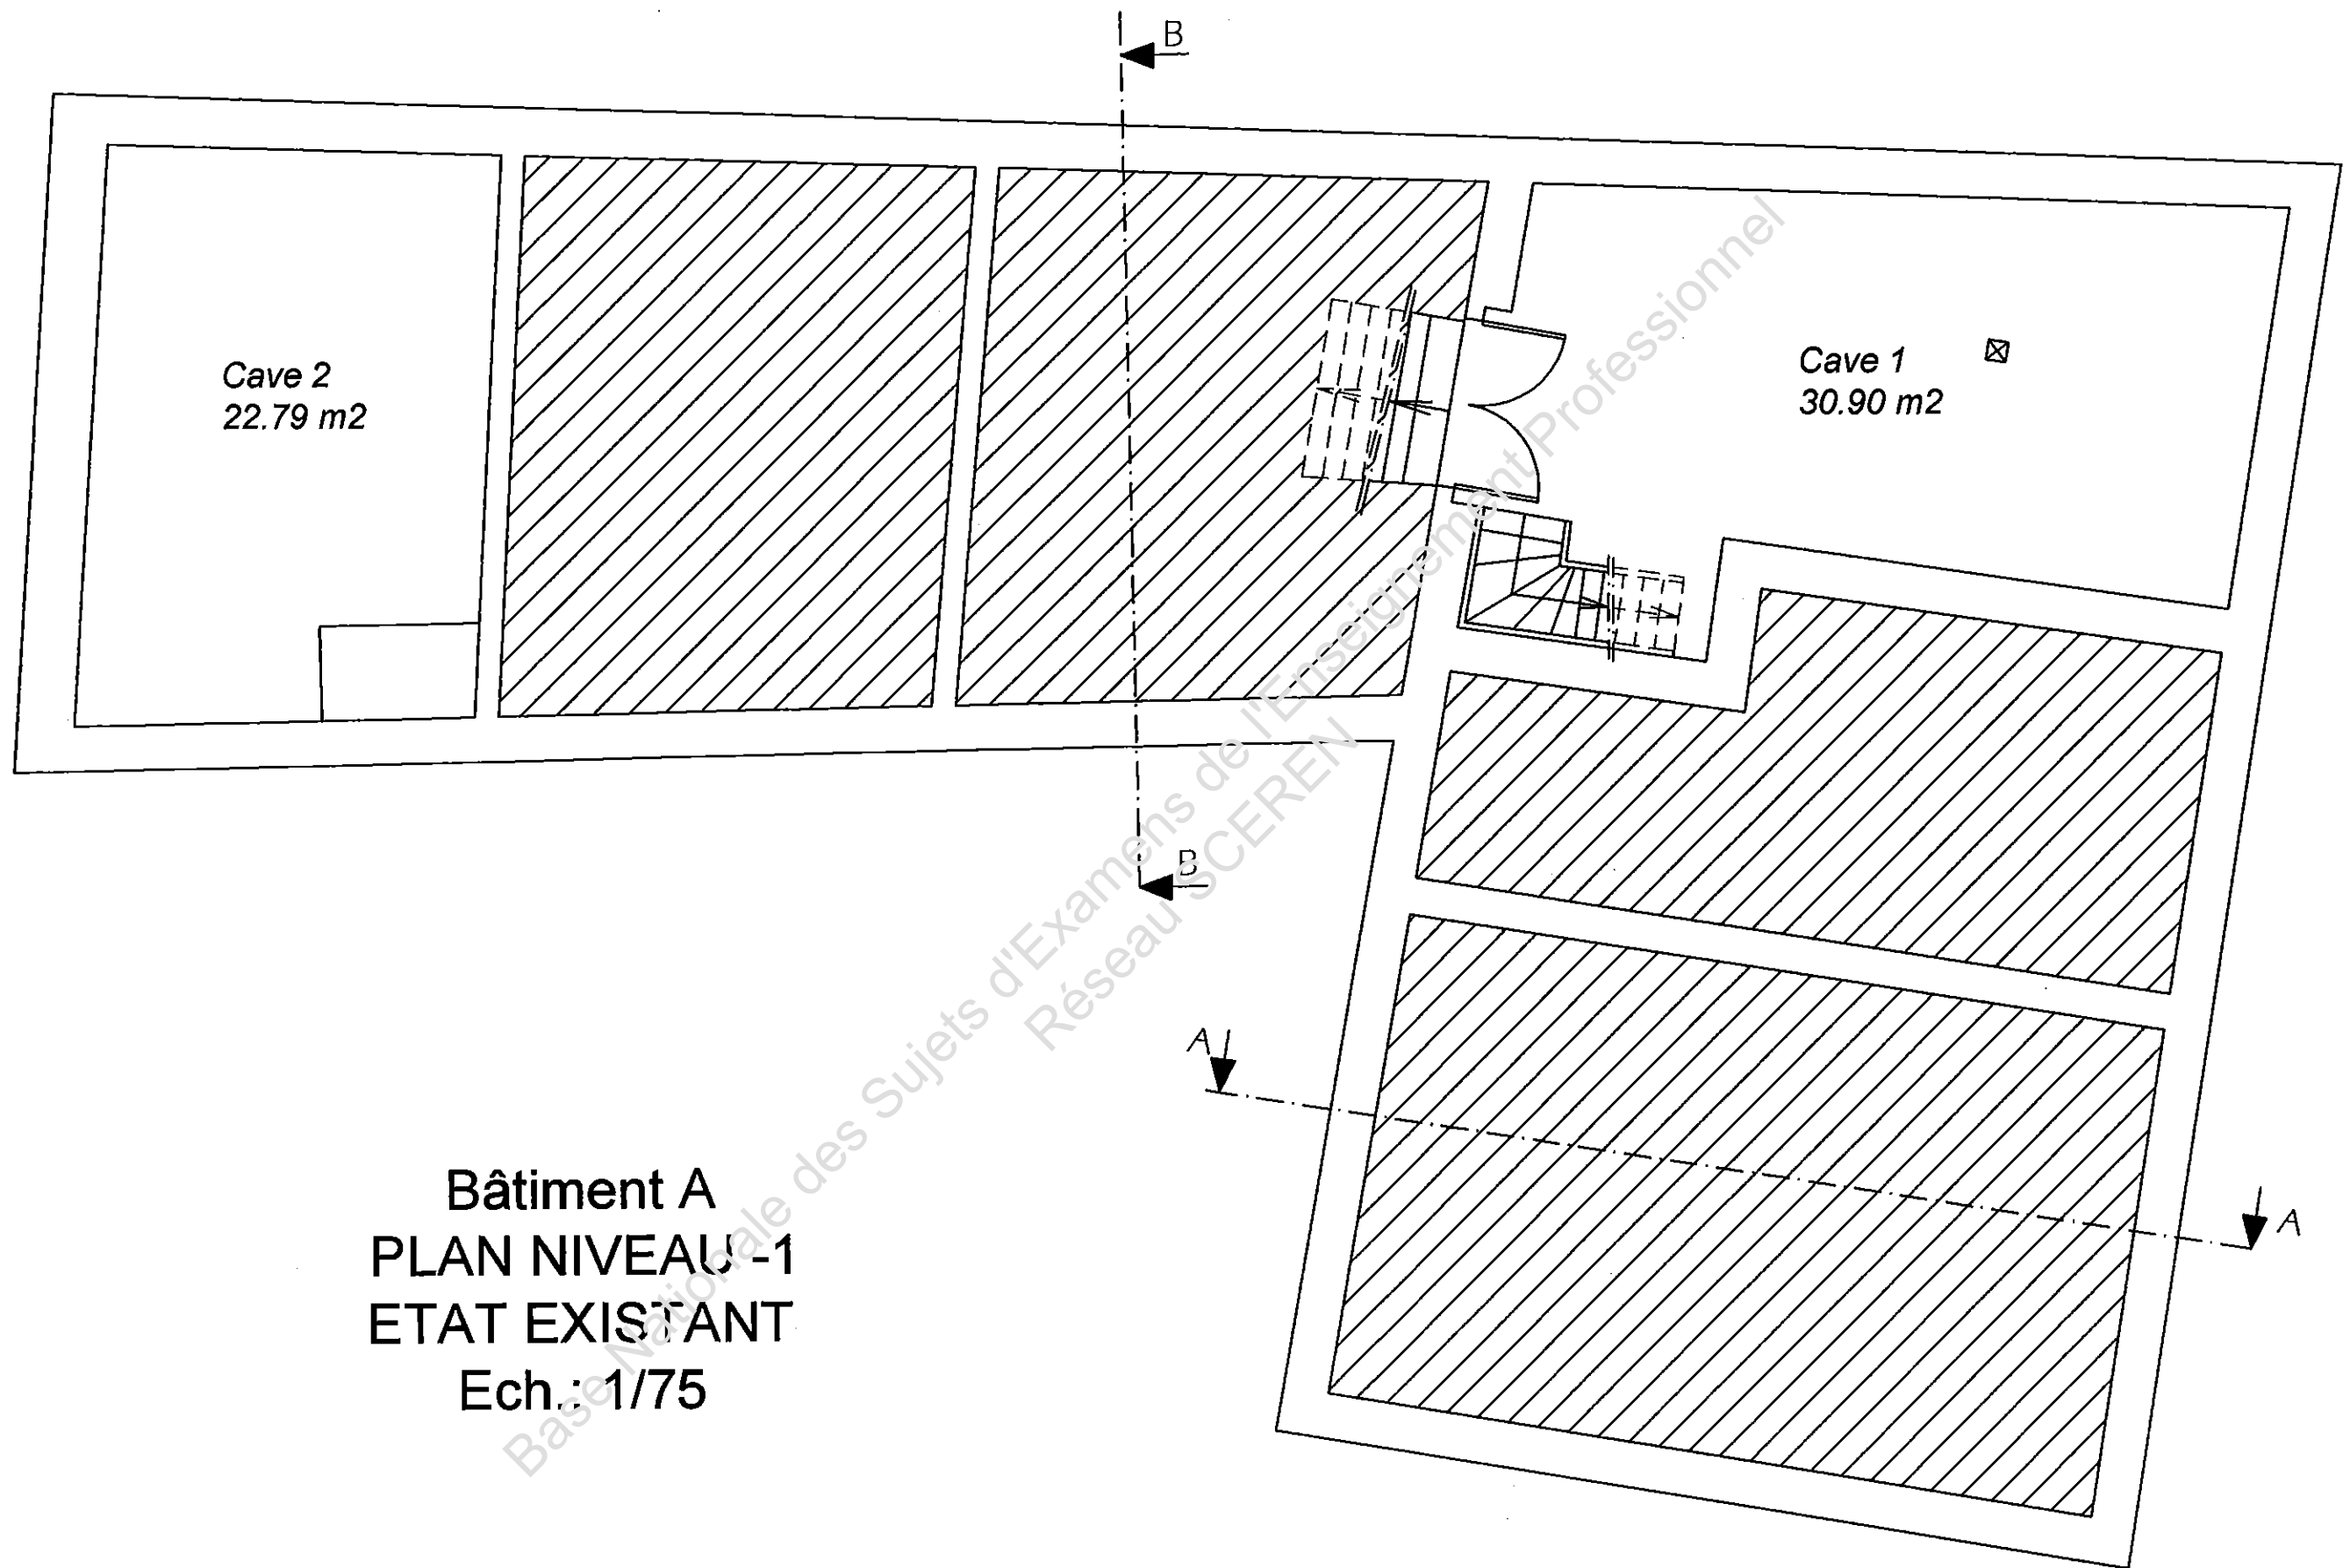 B
Cave 2
22.79 m2
Cave 1
30.90 m2
B
A
A
Bâtiment A
PLAN NIVEAU -1
ETAT EXISTANT
Ech.: 1/75
Base Nationale des Sujets d'Examens de l'Enseignement Professionnel
Réseau SCEREN